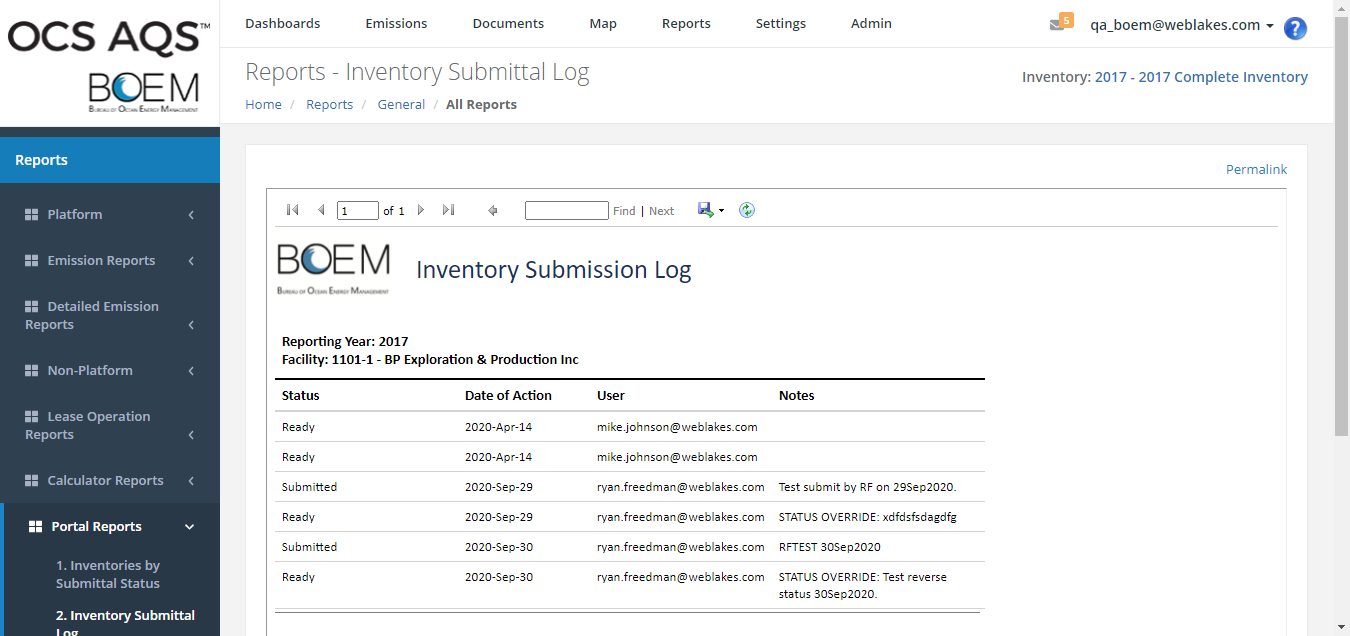 OCS AQS™
BOEM
BUREAU OF OCEAN ENERGY MANAGEMENT
Dashboards Emissions Documents Map Reports Settings Admin 5 qa_boem@weblakes.com ?
Reports - Inventory Submittal Log
Inventory: 2017 - 2017 Complete Inventory
Home / Reports / General / All Reports
Reports
Platform
Emission Reports
Detailed Emission
Reports
Non-Platform
Lease Operation
Reports
Calculator Reports
Portal Reports
1. Inventories by
Submittal Status
2. Inventory Submittal
Log
Permalink
1 of 1 Find | Next
BOEM
BUREAU OF OCEAN ENERGY MANAGEMENT
Inventory Submission Log
Reporting Year: 2017
Facility: 1101-1 - BP Exploration & Production Inc
Status Date of Action User Notes
Ready 2020-Apr-14 mike.johnson@weblakes.com
Ready 2020-Apr-14 mike.johnson@weblakes.com
Submitted 2020-Sep-29 ryan.freedman@weblakes.com Test submit by RF on 29Sep2020.
Ready 2020-Sep-29 ryan.freedman@weblakes.com STATUS OVERRIDE: xdfdsfsdagdfg
Submitted 2020-Sep-30 ryan.freedman@weblakes.com RFTEST 30Sep2020
Ready 2020-Sep-30 ryan.freedman@weblakes.com STATUS OVERRIDE: Test reverse
status 30Sep2020.